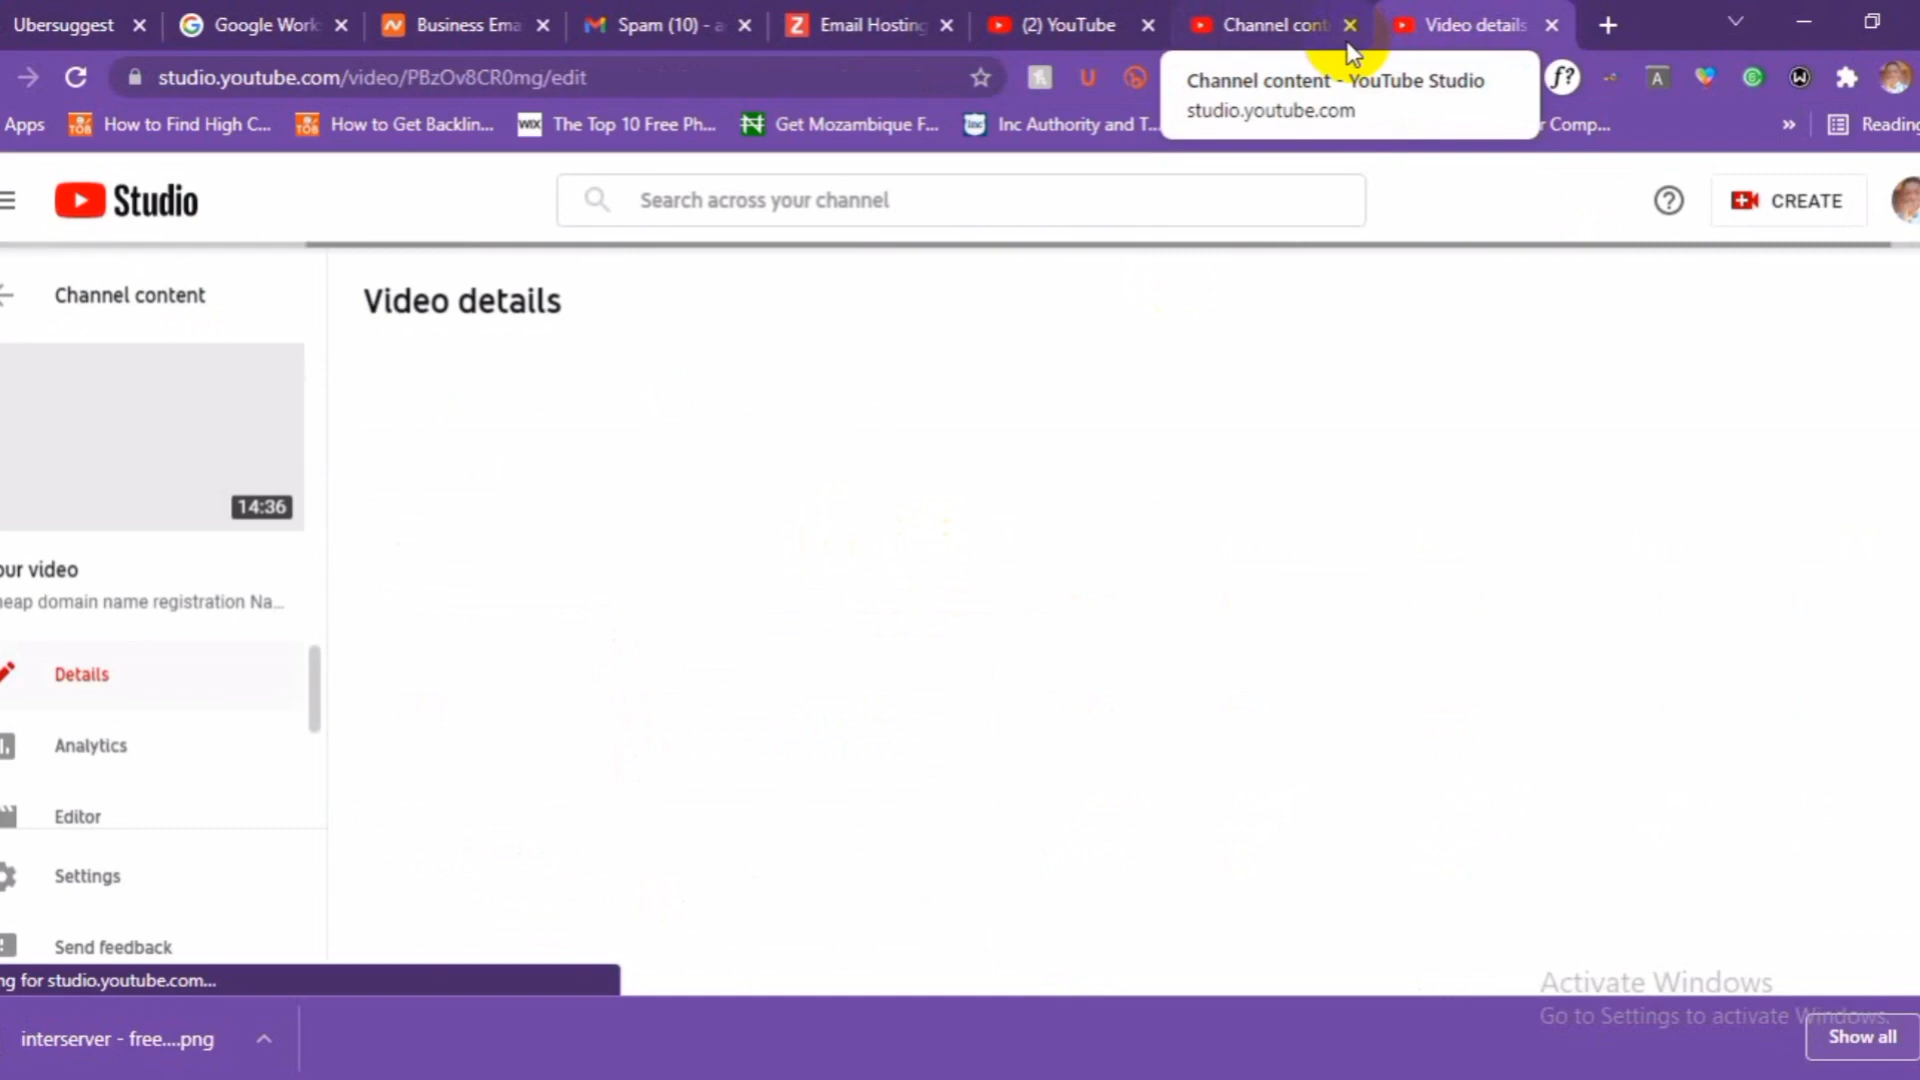 Ubersuggest
Google Work
Business Ema
Spam (10) - a
Email Hosting
(2) YouTube
Channel cont
Video details
studio.youtube.com/video/PBzOv8CR0mg/edit
Channel content - YouTube Studio
studio.youtube.com
Apps
How to Find High C...
How to Get Backlin...
The Top 10 Free Ph...
Get Mozambique F...
Inc Authority and T...
r Comp...
»
Reading
Studio
Search across your channel
CREATE
Channel content
Video details
14:36
our video
heap domain name registration Na...
Details
Analytics
Editor
Settings
Send feedback
ng for studio.youtube.com...
Activate Windows
Go to Settings to activate Windows.
interserver - free....png
Show all